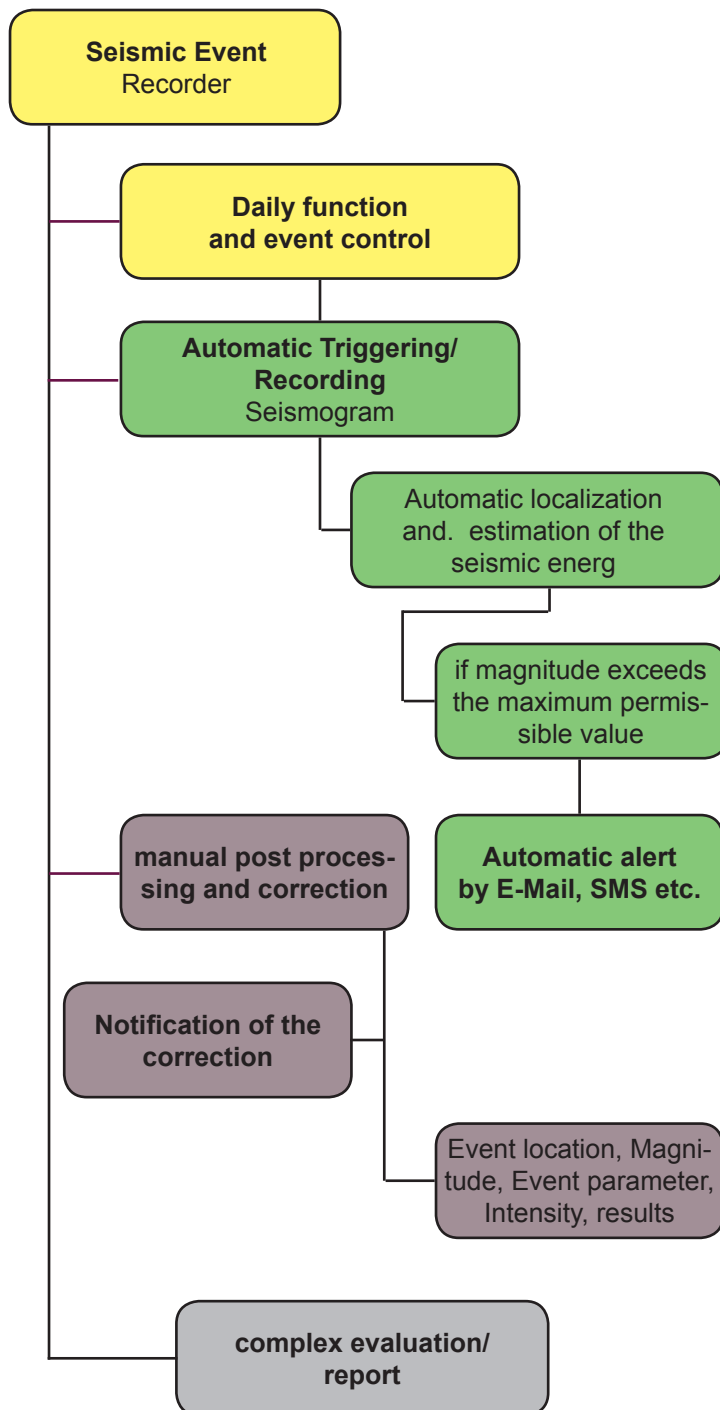 Seismic Event
Recorder
Daily function
and event control
Automatic Triggering/
Recording
Seismogram
Automatic localization
and. estimation of the
seismic energ
if magnitude exceeds
the maximum permis-
sible value
manual post proces-
sing and correction
Automatic alert
by E-Mail, SMS etc.
Notification of the
correction
Event location, Magni-
tude, Event parameter,
Intensity, results
complex evaluation/
report